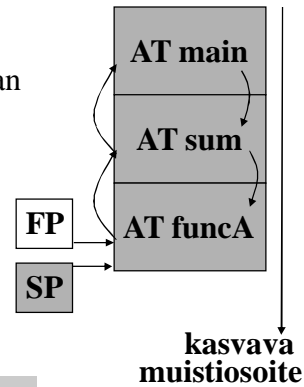 an
AT main
AT sum
AT funcA
FP
SP
kasvava
muistiosoite